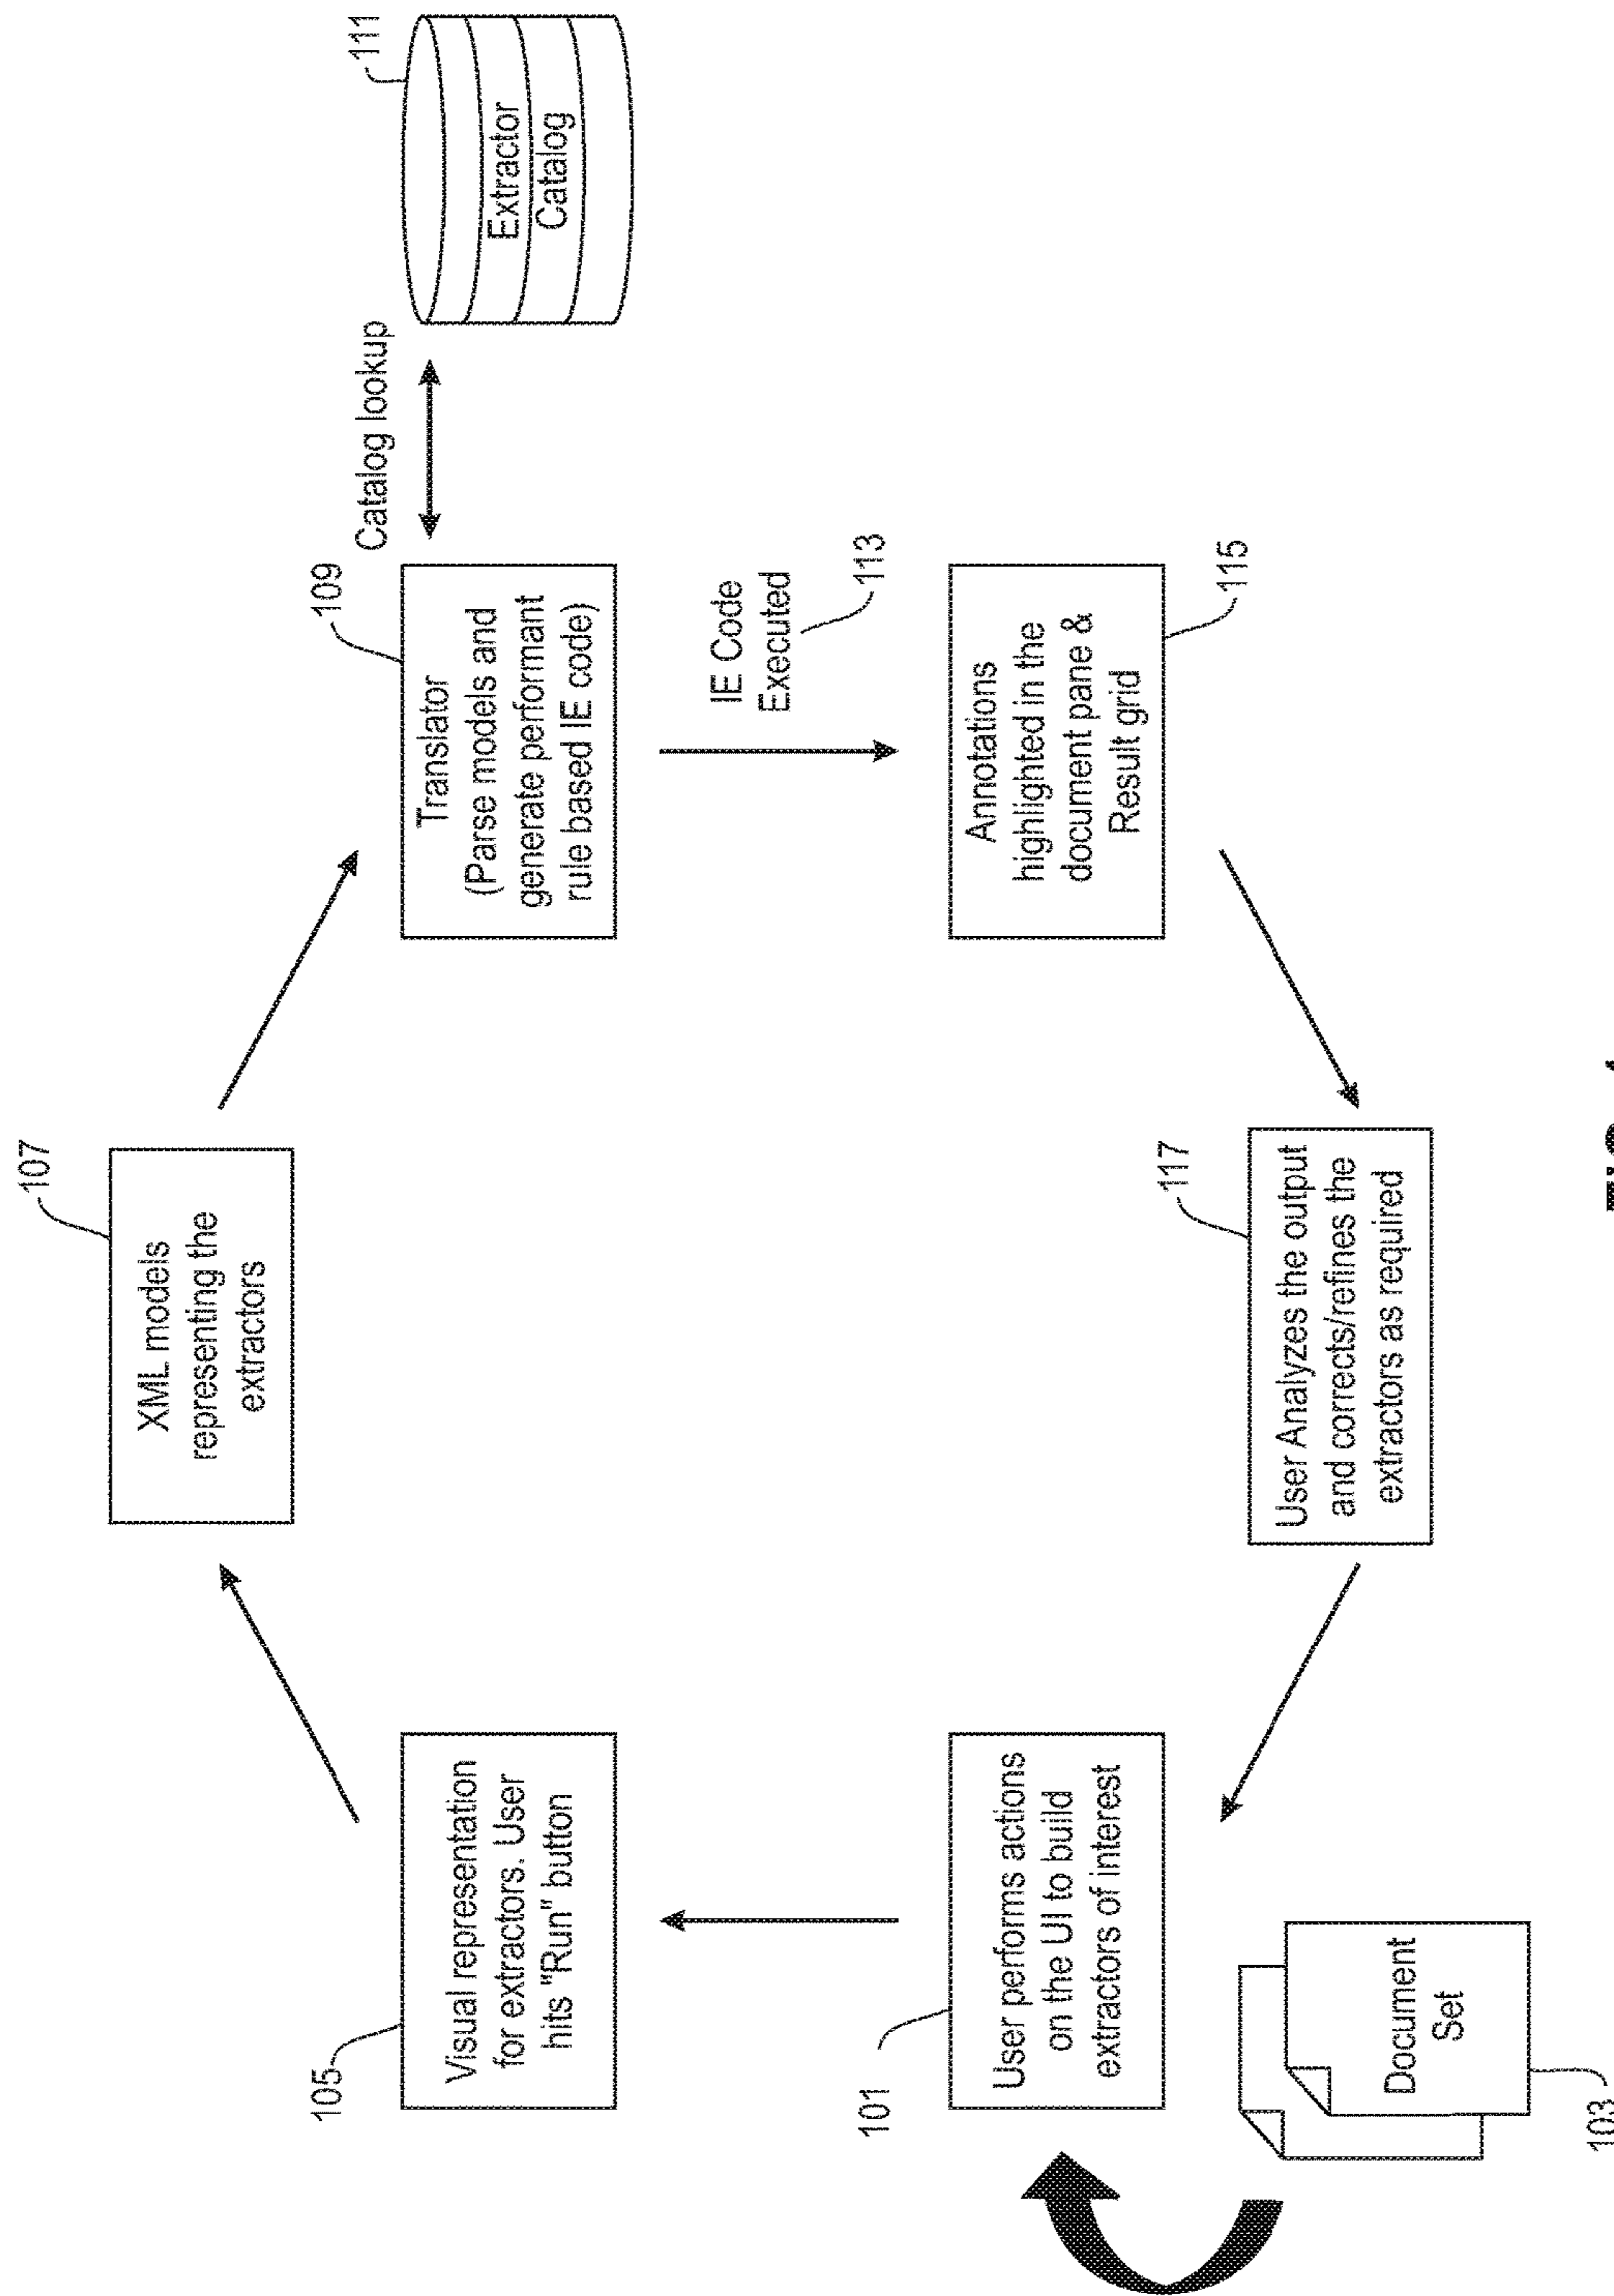 107
XML models
representing the
extractors
105
Visual representation
for extractors. User
hits "Run" button
109
Translator
(Parse models and
generate performant
rule based IE code)
Catalog lookup
111
Extractor
Catalog
IE Code
Executed
113
101
User performs actions
on the UI to build
extractors of interest
Annotations
highlighted in the
document pane &
Result grid
115
117
User Analyzes the output
and corrects/refines the
extractors as required
Document
Set
103